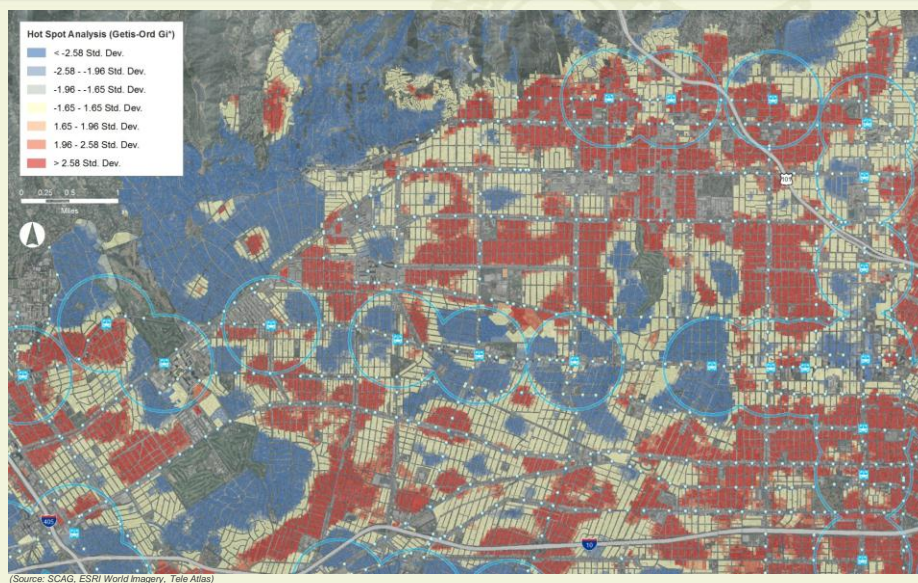 Hot Spot Analysis (Getis-Ord Gi*)
< -2.58 Std. Dev.
-2.58 - -1.96 Std. Dev.
-1.96 - -1.65 Std. Dev.
-1.65 - 1.65 Std. Dev.
1.65 - 1.96 Std. Dev.
1.96 - 2.58 Std. Dev.
> 2.58 Std. Dev.
0 0.25 0.5 1
Miles
101
405
10
(Source: SCAG, ESRI World Imagery, Tele Atlas)